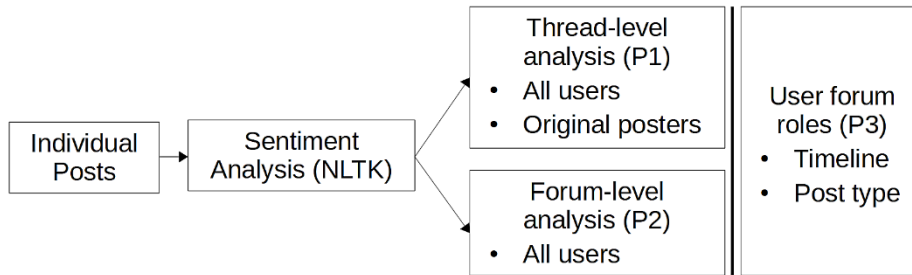 Individual
Posts
Sentiment
Analysis (NLTK)
Thread-level
analysis (P1)
• All users
• Original posters
Forum-level
analysis (P2)
• All users
User forum
roles (P3)
• Timeline
• Post type